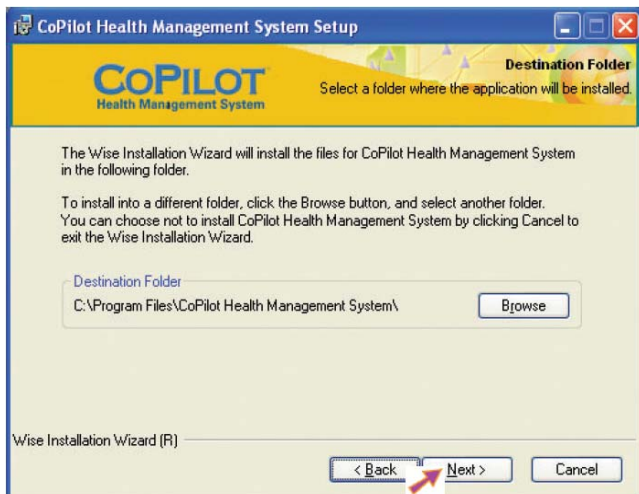 CoPilot Health Management System Setup
Destination Folder
Select a folder where the application will be installed.
COPILOT
Health Management System
The Wise Installation Wizard will install the files for CoPilot Health Management System
in the following folder.
To install into a different folder, click the Browse button, and select another folder.
You can choose not to install CoPilot Health Management System by clicking Cancel to
exit the Wise Installation Wizard.
Destination Folder
C:\Program Files\CoPilot Health Management System\
Browse
Wise Installation Wizard (R)
< Back
Next >
Cancel